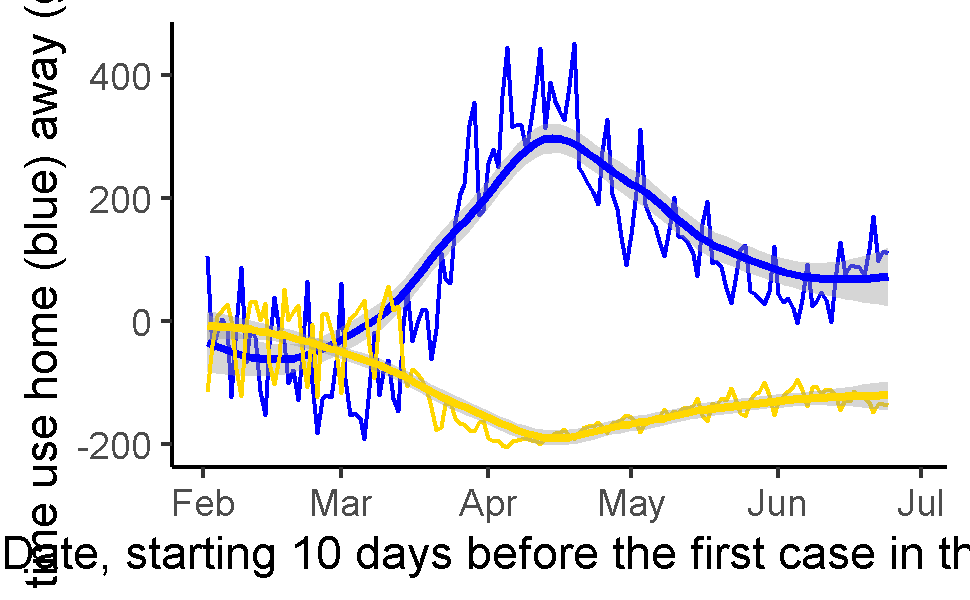 time use home (blue) away (
400
200
0
-200
Feb Mar Apr May Jun Jul
Date, starting 10 days before the first case in th